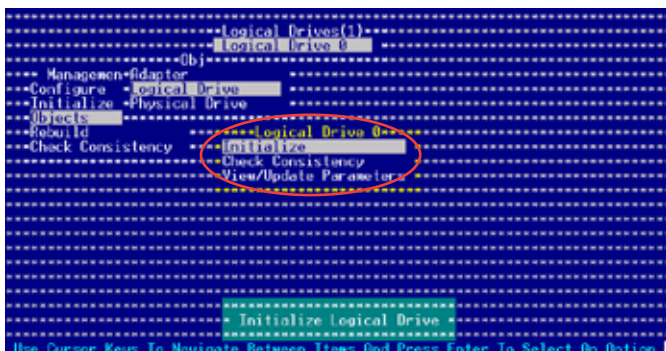 Logical Drives(1)
Logical Drive 0
Obj
Managemen Adapter
Configure Logical Drive
Initialize Physical Drive
Objects
Rebuild Logical Drive 0
Check Consistency Initialize
Check Consistency
View/Update Parameters
Initialize Logical Drive
Use Cursor Keys To Navigate Between Items And Press Enter To Select An Option